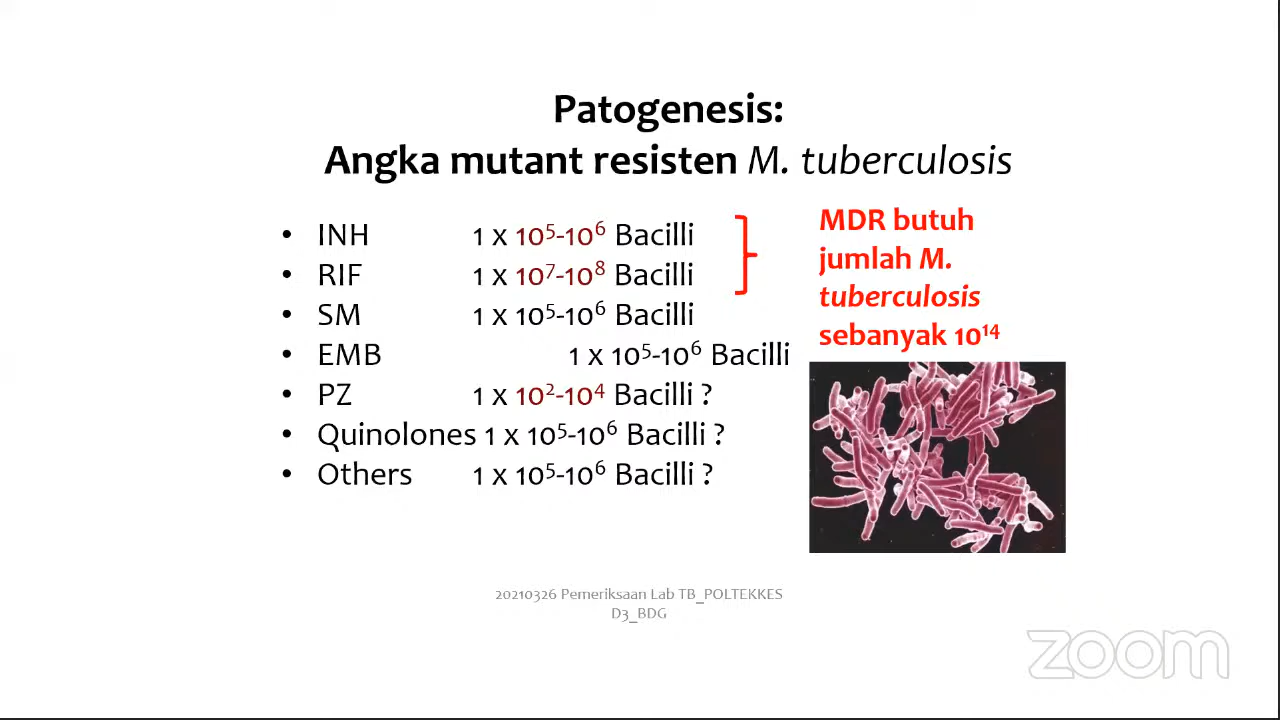 Patogenesis:
Angka mutant resisten M. tuberculosis
• INH 1 x 10⁵-10⁶ Bacilli
• RIF 1 x 10⁷-10⁸ Bacilli
• SM 1 x 10⁵-10⁶ Bacilli
• EMB 1 x 10⁵-10⁶ Bacilli
• PZ 1 x 10²-10⁴ Bacilli ?
• Quinolones 1 x 10⁵-10⁶ Bacilli ?
• Others 1 x 10⁵-10⁶ Bacilli ?
MDR butuh
jumlah M.
tuberculosis
sebanyak 10¹⁴
20210326 Pemeriksaan Lab TB_POLTEKKES
D3_BDG
zoom